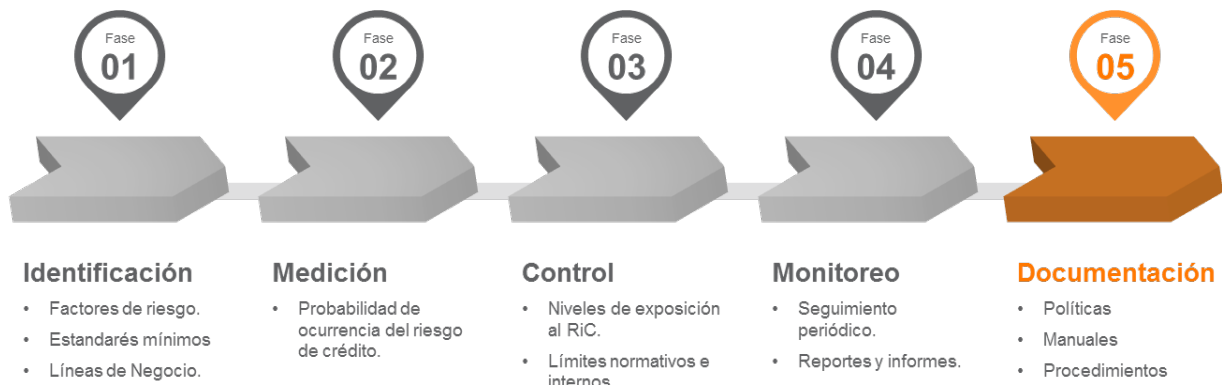 Fase
01
Fase
02
Fase
03
Fase
04
Fase
05
Identificación
• Factores de riesgo.
• Estandarés mínimos
• Líneas de Negocio.
Medición
• Probabilidad de
ocurrencia del riesgo
de crédito.
Control
• Niveles de exposición
al RiC.
• Límites normativos e
internos
Monitoreo
• Seguimiento
periódico.
• Reportes y informes.
Documentación
• Políticas
• Manuales
• Procedimientos